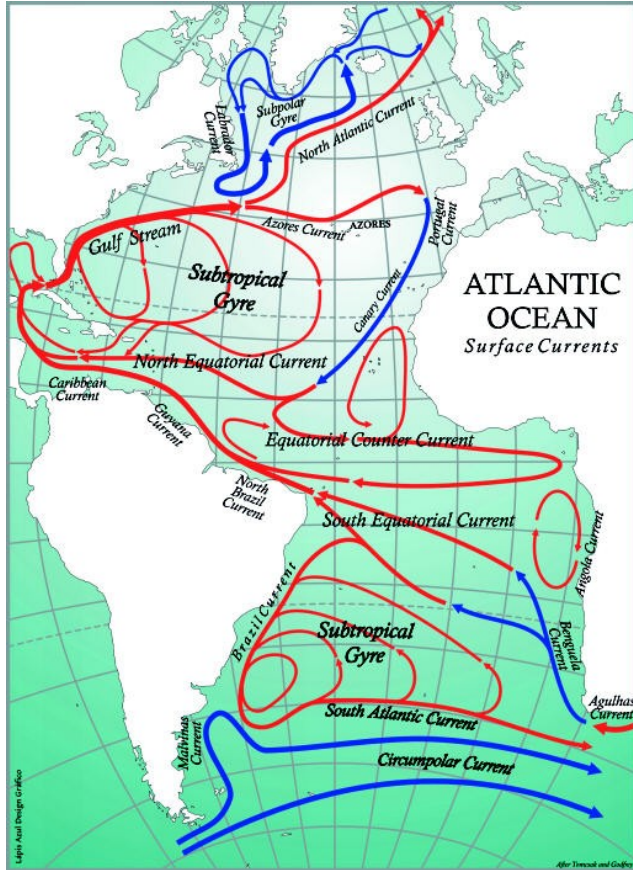 Labrador
Current
Subpolar
Gyre
North Atlantic Current
Gulf Stream
Azores Current
AZORES
Portugal
Current
Subtropical
Gyre
Canary Current
ATLANTIC
OCEAN
Surface Currents
North Equatorial Current
Caribbean
Current
Guyana
Current
Equatorial Counter Current
North
Brazil
Current
South Equatorial Current
Angola Current
Brazil Current
Subtropical
Gyre
Benguela
Current
Agulhas
Current
South Atlantic Current
Malvinas
Current
Circumpolar Current
Lápis Azul Design Gráfico
After Tomczak and Godfrey